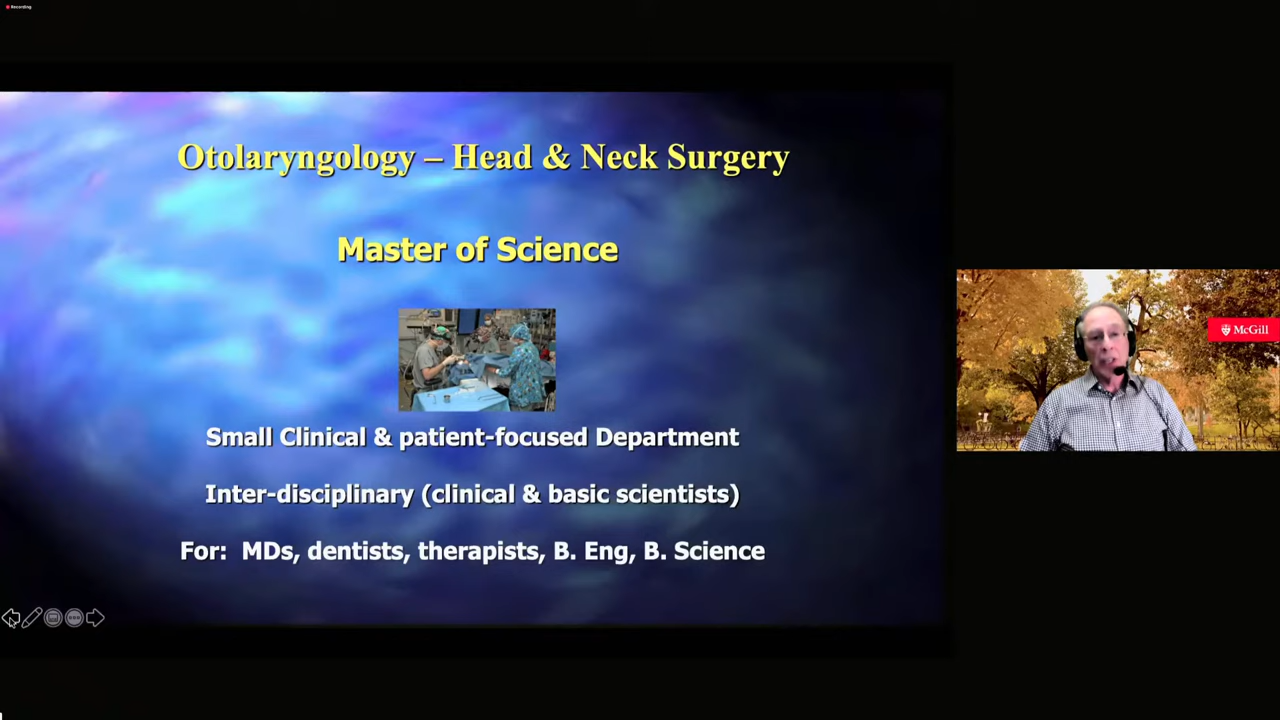 Recording
Otolaryngology – Head & Neck Surgery
Master of Science
Small Clinical & patient-focused Department
Inter-disciplinary (clinical & basic scientists)
For: MDs, dentists, therapists, B. Eng, B. Science
McGill